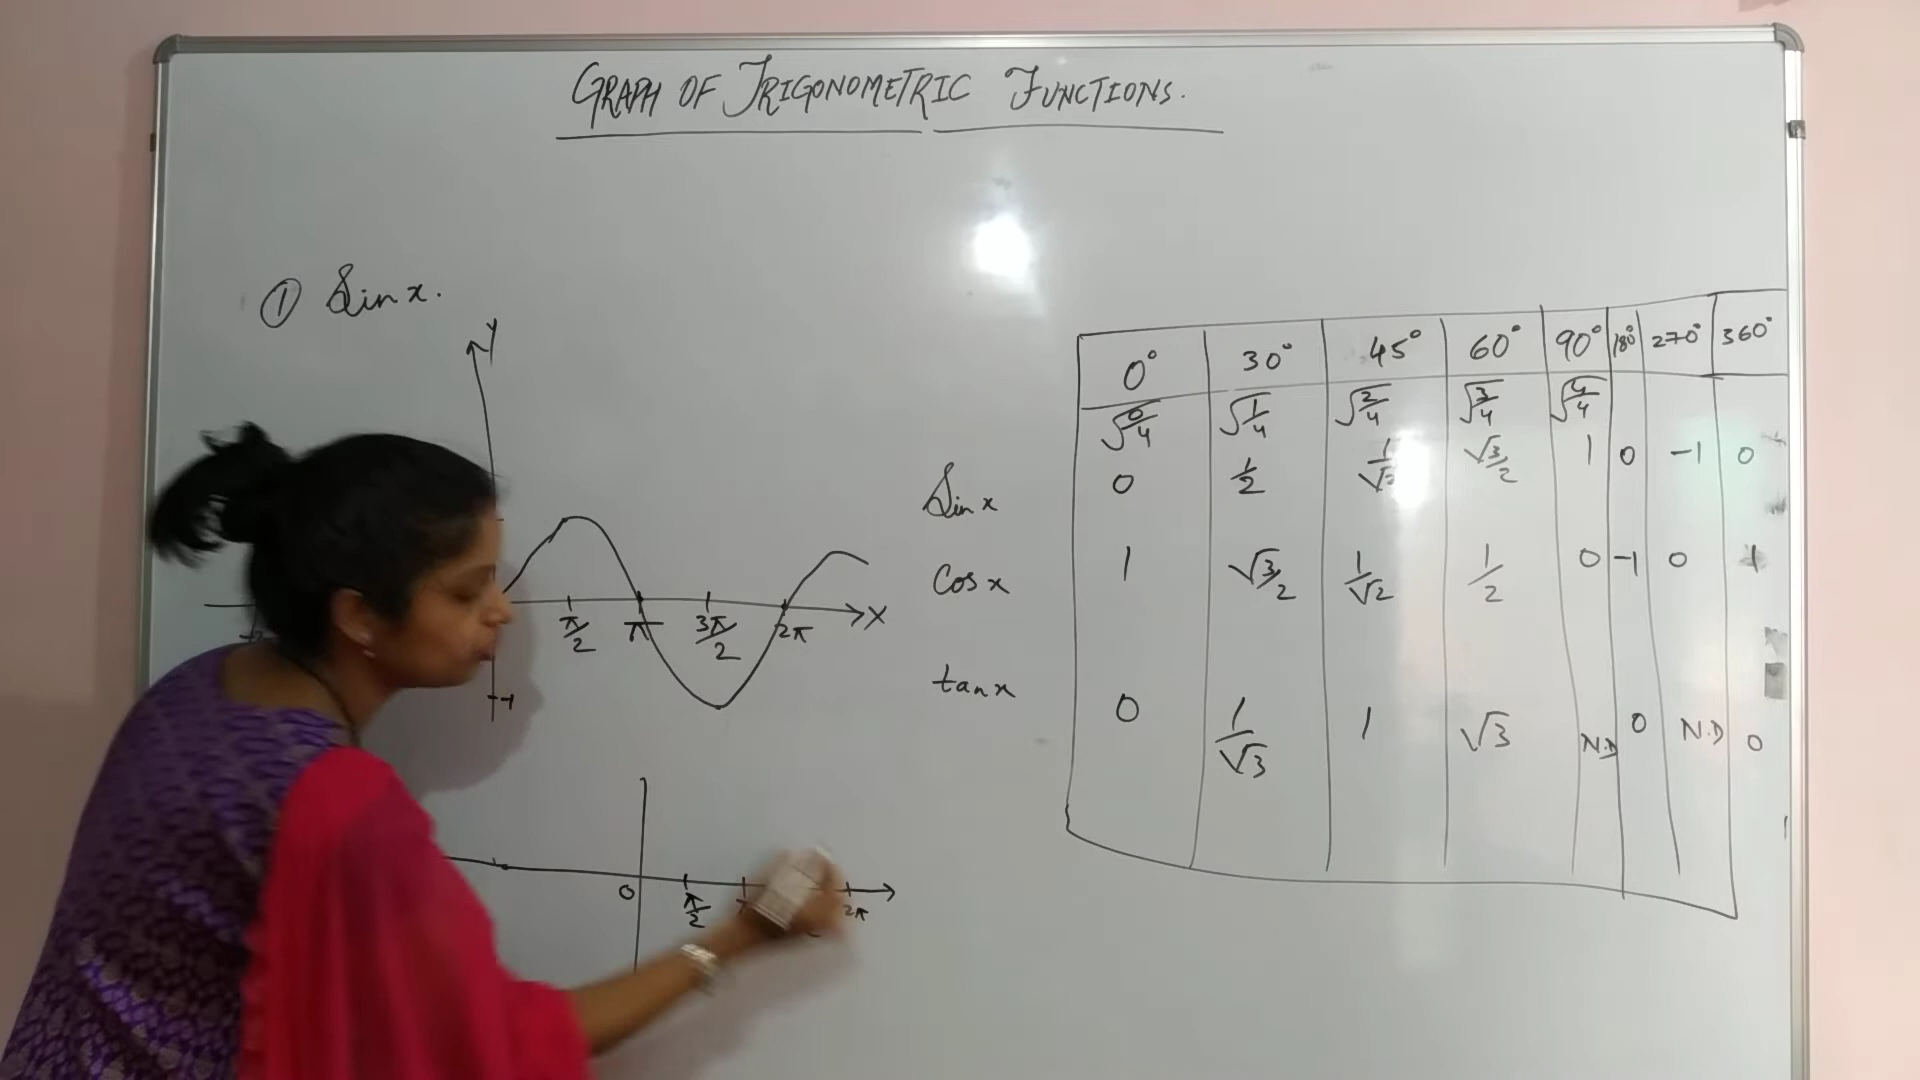 GRAPH OF TRIGONOMETRIC FUNCTIONS.
① Sin x.
Y
π/2 π 3π/2 2π X
-1
0 π/2 2π
0° 30° 45° 60° 90° 180° 270° 360°
√0/4 √1/4 √2/4 √3/4 √4/4
Sin x 0 1/2 1/√2 √3/2 1 0 -1 0
Cos x 1 √3/2 1/√2 1/2 0 -1 0 1
tan x 0 1/√3 1 √3 N.D 0 N.D 0